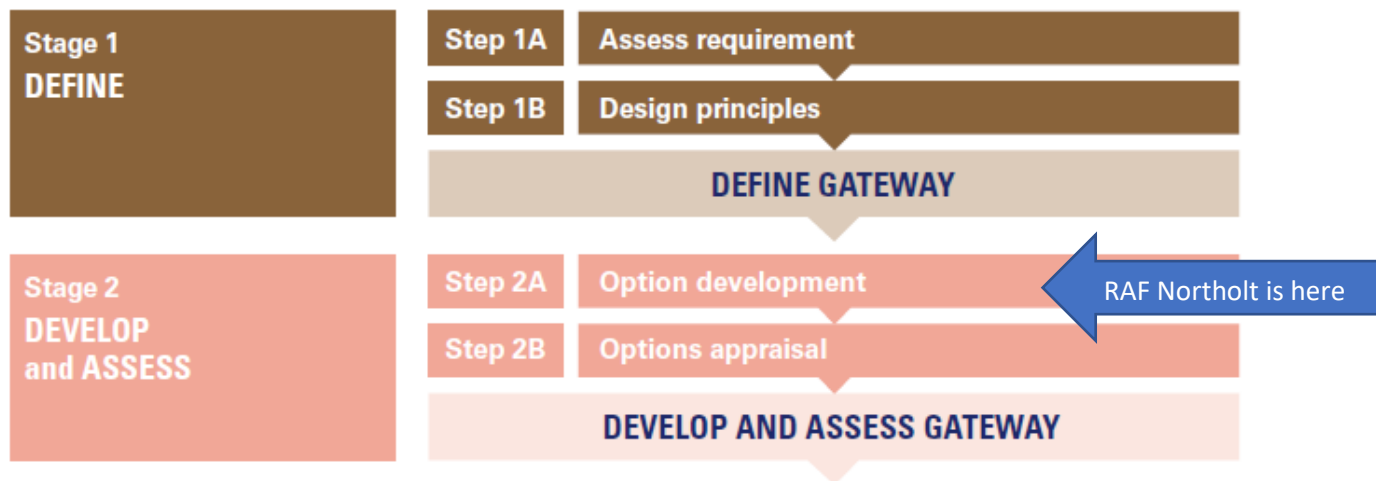 Stage 1
DEFINE
Step 1A
Assess requirement
Step 1B
Design principles
DEFINE GATEWAY
Stage 2
DEVELOP
and ASSESS
Step 2A
Option development
RAF Northolt is here
Step 2B
Options appraisal
DEVELOP AND ASSESS GATEWAY